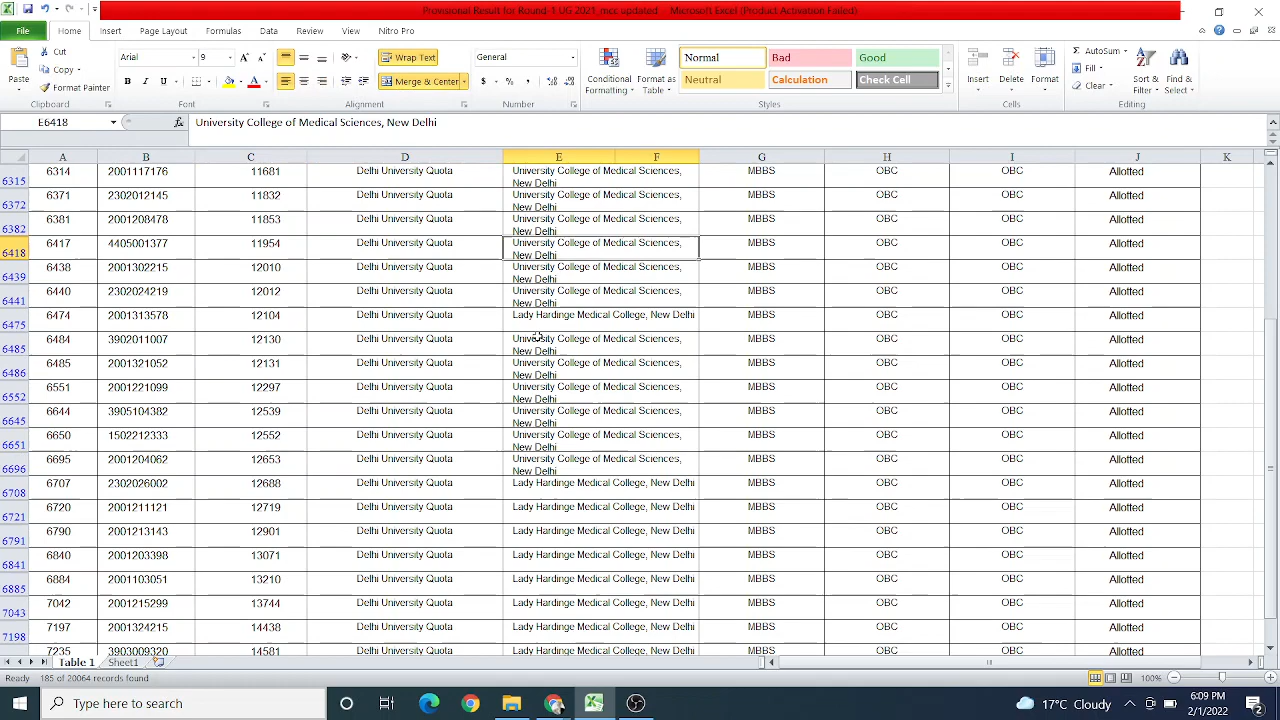 Provisional Result for Round-1 UG 2021 .mcc updated - Microsoft Excel (Product Activation Failed)
File Home Insert Page Layout Formulas Data Review View Nitro Pro
Cut Arial 9 Wrap Text General Normal Bad Good AutoSum
Copy Fill
Paste Format Painter Merge & Center Conditional Formatting Format as Table Neutral Calculation Check Cell Insert Delete Format Clear Sort & Filter Find & Select
Clipboard Font Alignment Number Styles Cells Editing
E6418 fx University College of Medical Sciences, New Delhi
A B C D E F G H I J K
6315 6314 2001117176 11681 Delhi University Quota University College of Medical Sciences, New Delhi MBBS OBC OBC Allotted
6372 6371 2302012145 11832 Delhi University Quota University College of Medical Sciences, New Delhi MBBS OBC OBC Allotted
6382 6381 2001208478 11853 Delhi University Quota University College of Medical Sciences, New Delhi MBBS OBC OBC Allotted
6418 6417 4405001377 11954 Delhi University Quota University College of Medical Sciences, New Delhi MBBS OBC OBC Allotted
6439 6438 2001302215 12010 Delhi University Quota University College of Medical Sciences, New Delhi MBBS OBC OBC Allotted
6441 6440 2302024219 12012 Delhi University Quota University College of Medical Sciences, New Delhi MBBS OBC OBC Allotted
6475 6474 2001313578 12104 Delhi University Quota Lady Hardinge Medical College, New Delhi MBBS OBC OBC Allotted
6485 6484 3902011007 12130 Delhi University Quota University College of Medical Sciences, New Delhi MBBS OBC OBC Allotted
6486 6485 2001321052 12131 Delhi University Quota University College of Medical Sciences, New Delhi MBBS OBC OBC Allotted
6552 6551 2001221099 12297 Delhi University Quota University College of Medical Sciences, New Delhi MBBS OBC OBC Allotted
6645 6644 3905104382 12539 Delhi University Quota University College of Medical Sciences, New Delhi MBBS OBC OBC Allotted
6651 6650 1502212333 12552 Delhi University Quota University College of Medical Sciences, New Delhi MBBS OBC OBC Allotted
6696 6695 2001204062 12653 Delhi University Quota University College of Medical Sciences, New Delhi MBBS OBC OBC Allotted
6708 6707 2302026002 12688 Delhi University Quota Lady Hardinge Medical College, New Delhi MBBS OBC OBC Allotted
6721 6720 2001211121 12719 Delhi University Quota Lady Hardinge Medical College, New Delhi MBBS OBC OBC Allotted
6791 6790 2001213143 12901 Delhi University Quota Lady Hardinge Medical College, New Delhi MBBS OBC OBC Allotted
6841 6840 2001203398 13071 Delhi University Quota Lady Hardinge Medical College, New Delhi MBBS OBC OBC Allotted
6885 6884 2001103051 13210 Delhi University Quota Lady Hardinge Medical College, New Delhi MBBS OBC OBC Allotted
7043 7042 2001215299 13744 Delhi University Quota Lady Hardinge Medical College, New Delhi MBBS OBC OBC Allotted
7198 7197 2001324215 14438 Delhi University Quota Lady Hardinge Medical College, New Delhi MBBS OBC OBC Allotted
7235 3903009320 14581 Delhi University Quota Lady Hardinge Medical College, New Delhi MBBS OBC OBC Allotted
Table 1 Sheet1
Ready 185 of 20064 records found 100%
Type here to search 17°C Cloudy 6:09 PM
2/1/2022